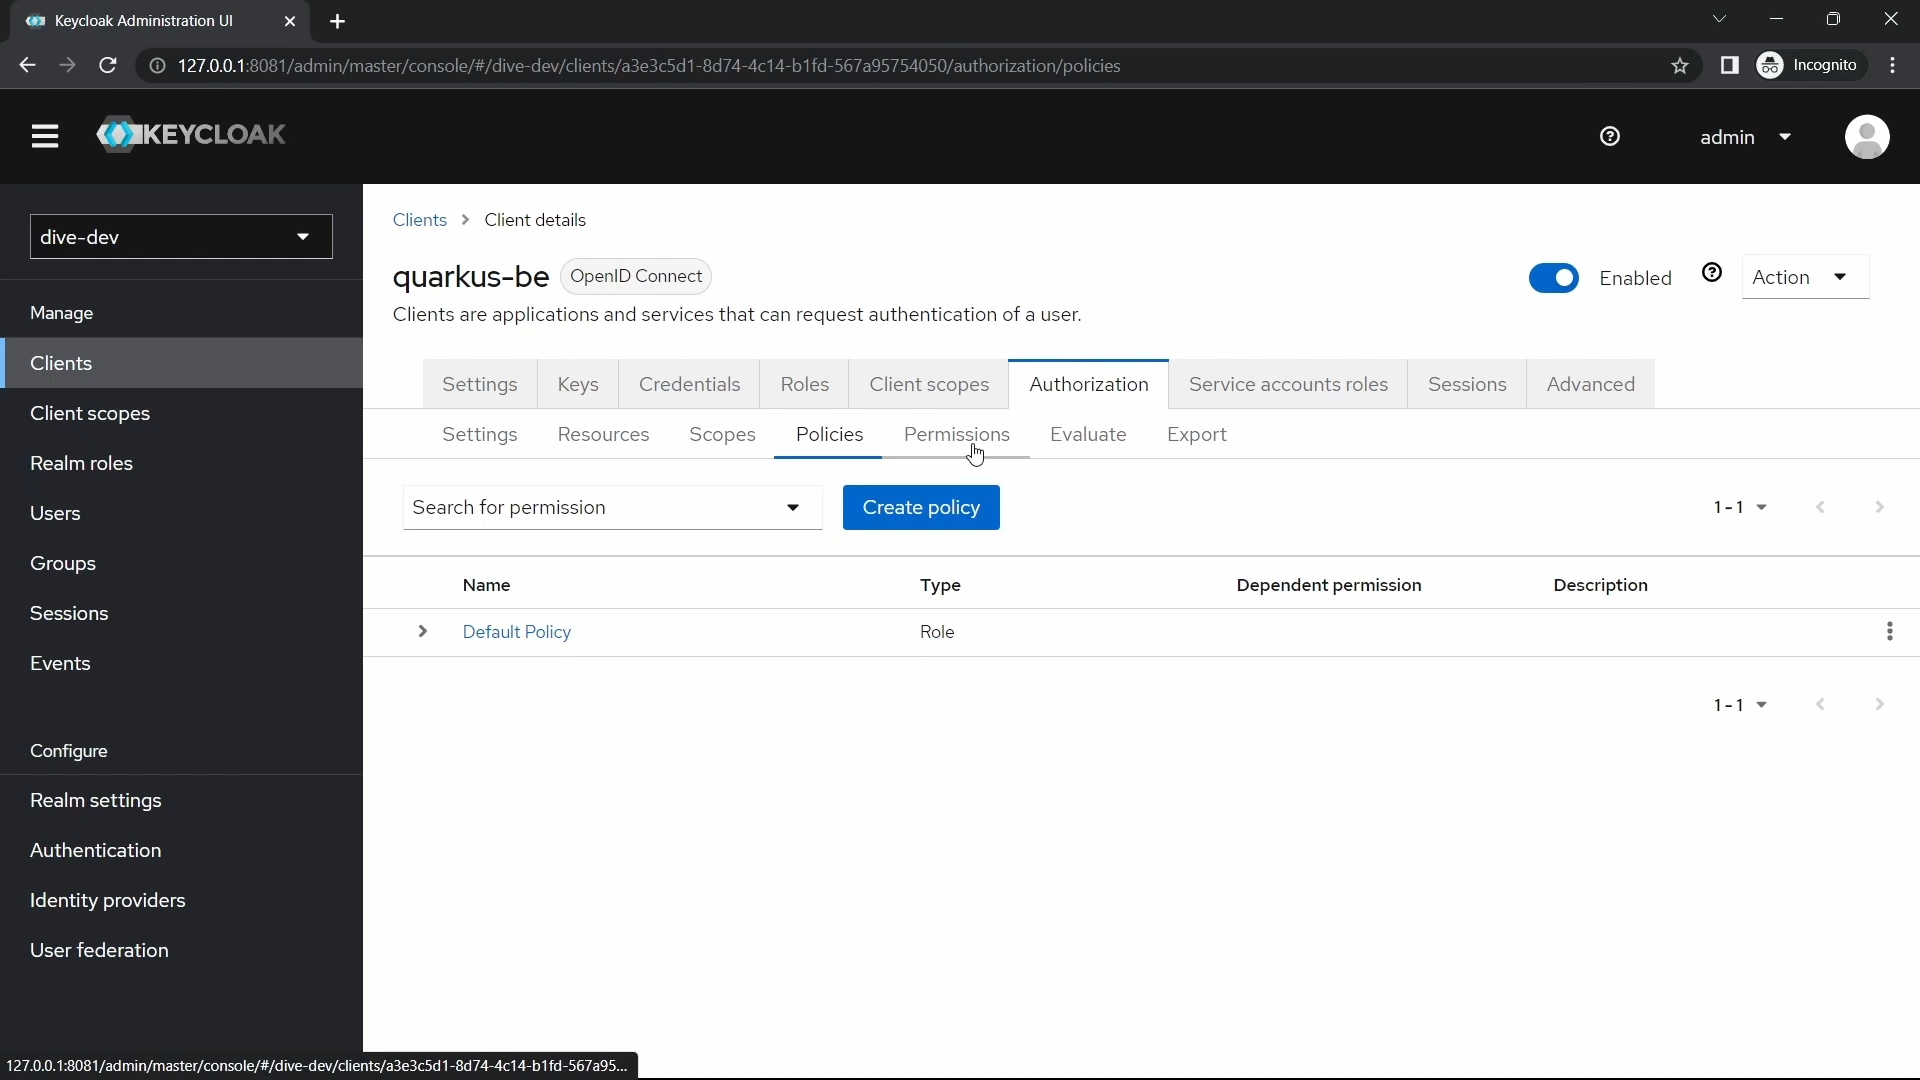 Keycloak Administration UI
127.0.0.1:8081/admin/master/console/#/dive-dev/clients/a3e3c5d1-8d74-4c14-b1fd-567a95754050/authorization/policies
Incognito
KEYCLOAK
admin
dive-dev
Manage
Clients
Client scopes
Realm roles
Users
Groups
Sessions
Events
Configure
Realm settings
Authentication
Identity providers
User federation
Clients > Client details
quarkus-be OpenID Connect
Enabled Action
Clients are applications and services that can request authentication of a user.
Settings Keys Credentials Roles Client scopes Authorization Service accounts roles Sessions Advanced
Settings Resources Scopes Policies Permissions Evaluate Export
Search for permission Create policy 1 - 1
Name Type Dependent permission Description
Default Policy Role
1 - 1
127.0.0.1:8081/admin/master/console/#/dive-dev/clients/a3e3c5d1-8d74-4c14-b1fd-567a95...